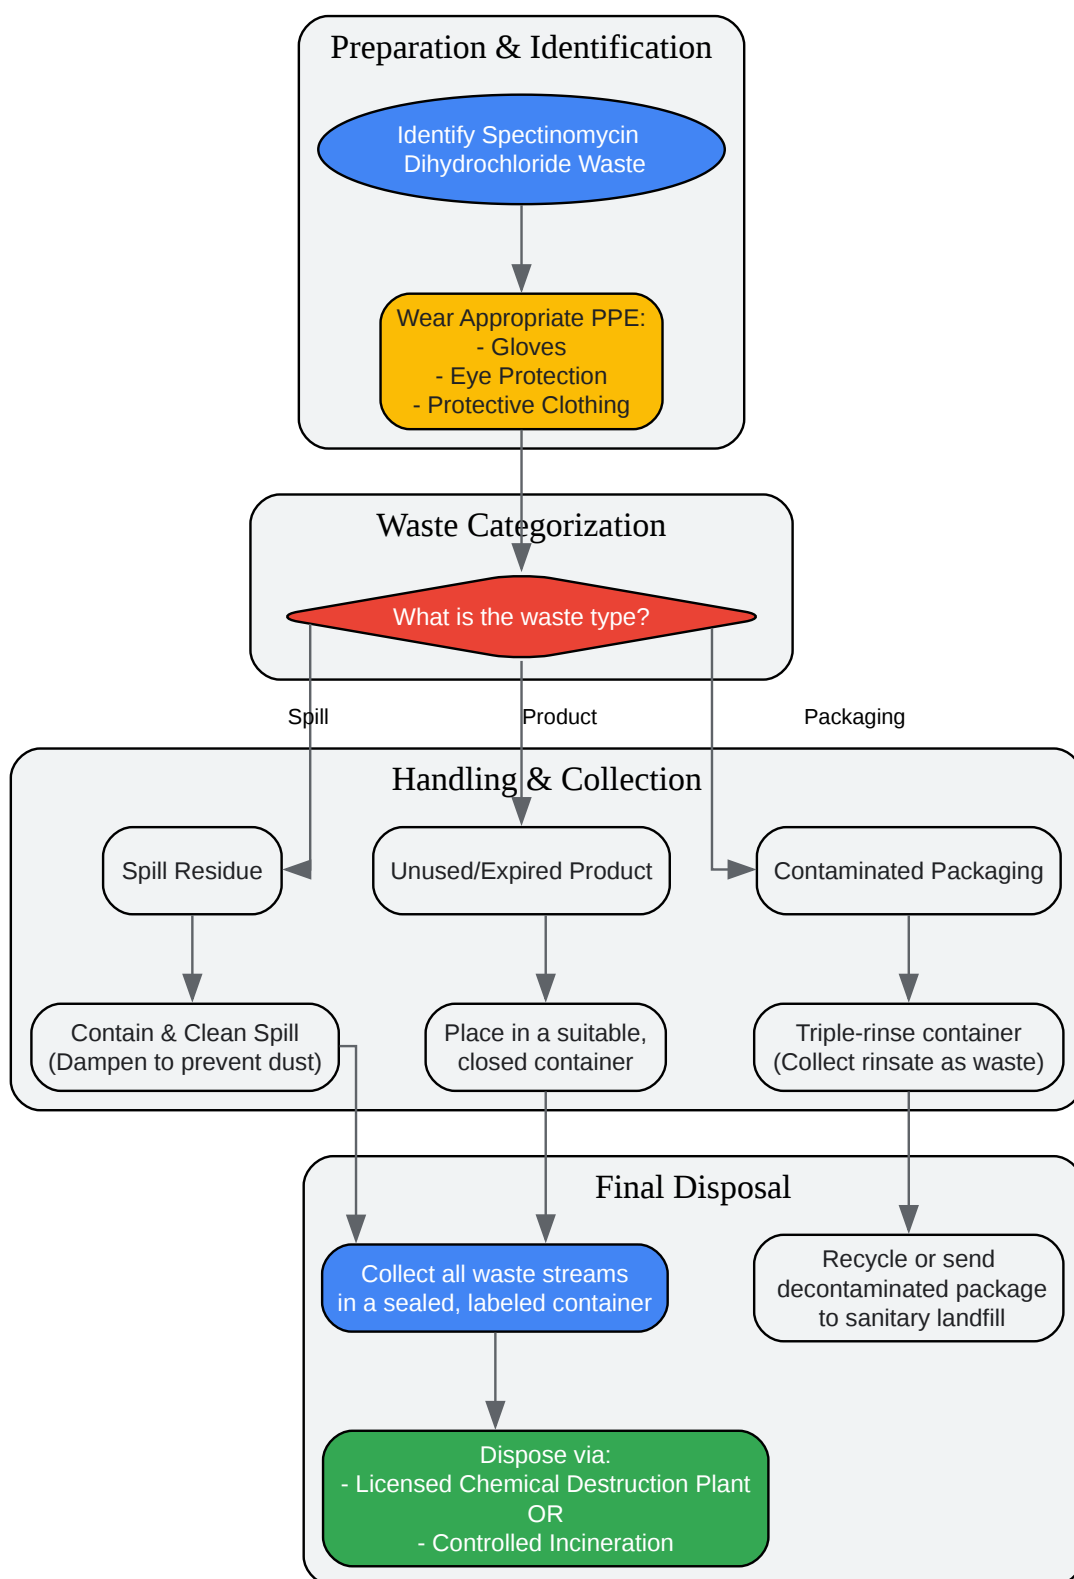 Preparation & Identification
Identify Spectinomycin
Dihydrochloride Waste
Wear Appropriate PPE:
- Gloves
- Eye Protection
- Protective Clothing
Waste Categorization
What is the waste type?
Spill
Product
Packaging
Handling & Collection
Spill Residue
Unused/Expired Product
Contaminated Packaging
Contain & Clean Spill
(Dampen to prevent dust)
Place in a suitable,
closed container
Triple-rinse container
(Collect rinsate as waste)
Final Disposal
Collect all waste streams
in a sealed, labeled container
Recycle or send
decontaminated package
to sanitary landfill
Dispose via:
- Licensed Chemical Destruction Plant
OR
- Controlled Incineration